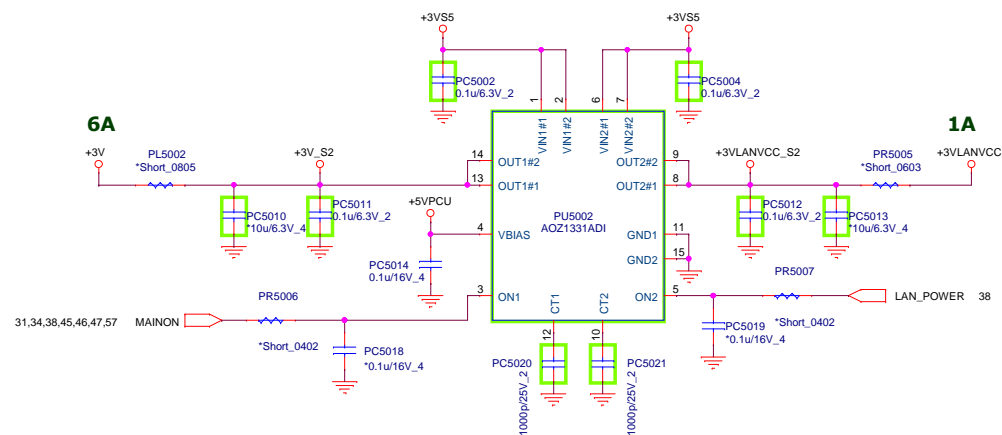 +3VS5
+3VS5
PC5002
0.1u/6.3V_2
PC5004
0.1u/6.3V_2
1
2
6
7
VIN1#1
VIN1#2
VIN2#1
VIN2#2
6A
1A
+3V
PL5002
*Short_0805
+3V_S2
14
OUT1#2
13
OUT1#1
OUT2#2
9
OUT2#1
8
+3VLANVCC_S2
PR5005
*Short_0603
+3VLANVCC
PC5010
*10u/6.3V_4
PC5011
0.1u/6.3V_2
+5VPCU
PU5002
AOZ1331ADI
PC5012
0.1u/6.3V_2
PC5013
*10u/6.3V_4
4
VBIAS
GND1
11
GND2
15
PC5014
0.1u/16V_4
PR5006
3
ON1
ON2
5
PR5007
LAN_POWER 38
31,34,38,45,46,47,57 MAINON
*Short_0402
PC5018
*0.1u/16V_4
CT1
CT2
12
10
PC5019
*0.1u/16V_4
*Short_0402
PC5020
1000p/25V_2
PC5021
1000p/25V_2